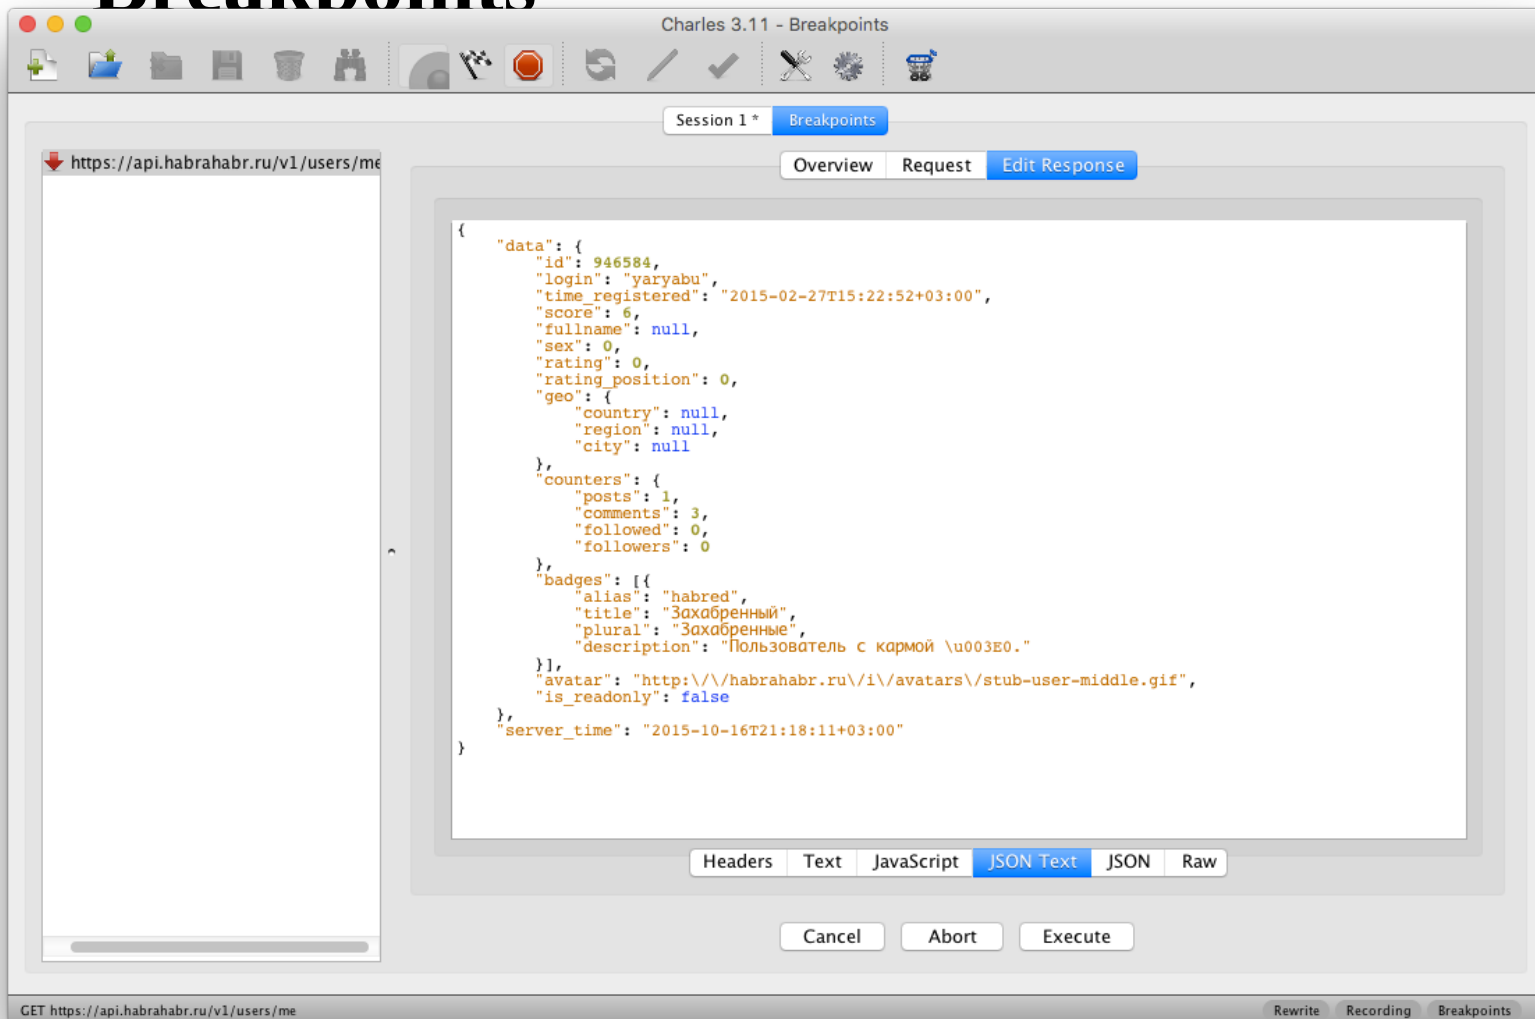 Breakpoints
Charles 3.11 - Breakpoints
Session 1 * Breakpoints
https://api.habrahabr.ru/v1/users/me
Overview Request Edit Response
{
"data": {
"id": 946584,
"login": "yaryabu",
"time_registered": "2015-02-27T15:22:52+03:00",
"score": 6,
"fullname": null,
"sex": 0,
"rating": 0,
"rating_position": 0,
"geo": {
"country": null,
"region": null,
"city": null
},
"counters": {
"posts": 1,
"comments": 3,
"followed": 0,
"followers": 0
},
"badges": [{
"alias": "habred",
"title": "Захабренный",
"plural": "Захабренные",
"description": "Пользователь с кармой \u003E0."
}],
"avatar": "http:\/\/habrahabr.ru\/i\/avatars\/stub-user-middle.gif",
"is_readonly": false
},
"server_time": "2015-10-16T21:18:11+03:00"
}
Headers Text JavaScript JSON Text JSON Raw
Cancel Abort Execute
GET https://api.habrahabr.ru/v1/users/me Rewrite Recording Breakpoints